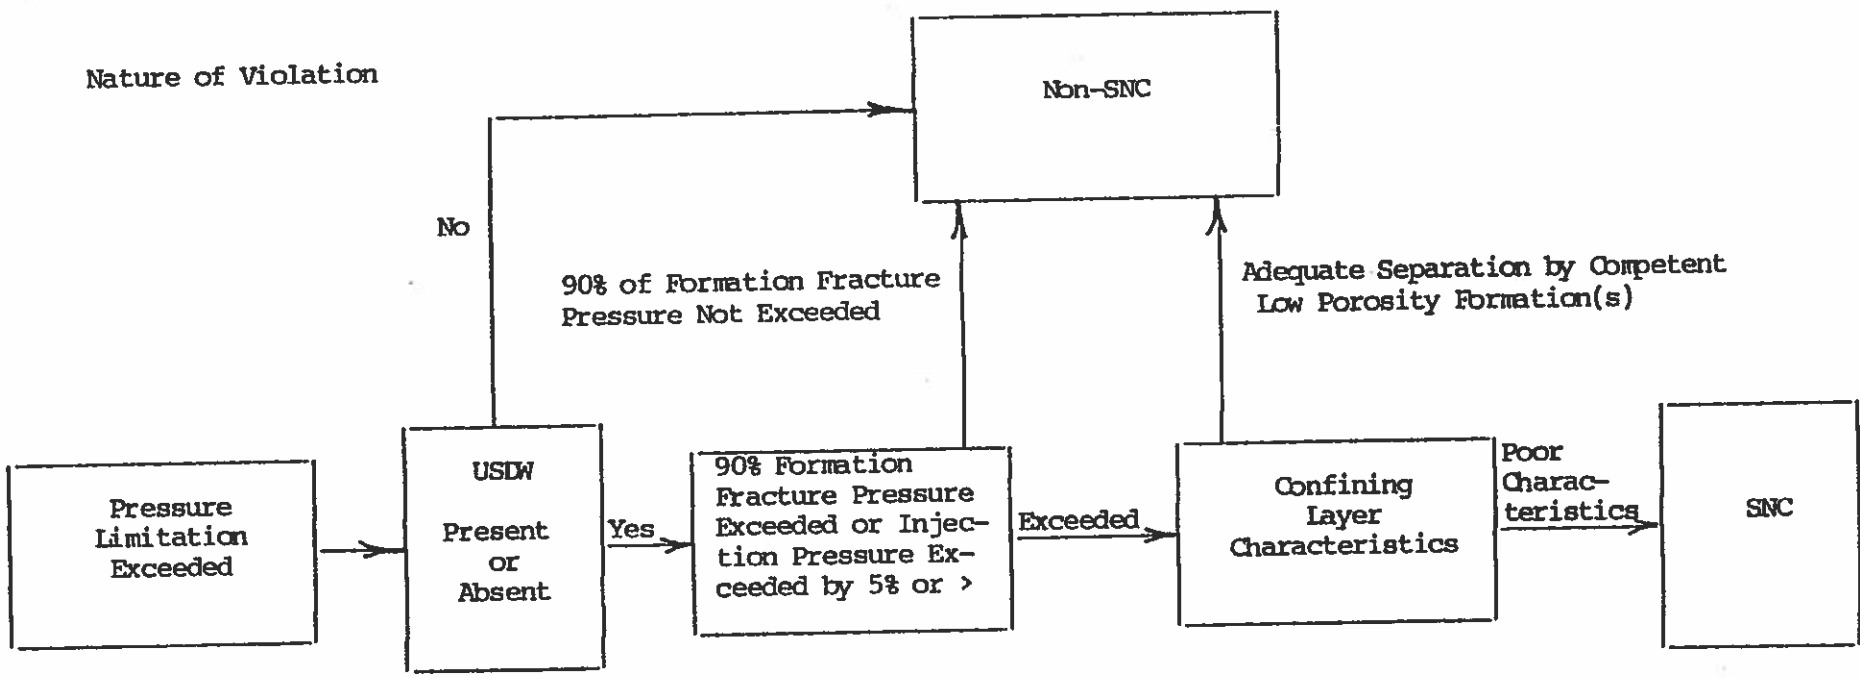 Nature of Violation
Non-SNC
No
90% of Formation Fracture
Pressure Not Exceeded
Adequate Separation by Competent
Low Porosity Formation(s)
Pressure
Limitation
Exceeded
USDW
Present
or
Absent
Yes
90% Formation
Fracture Pressure
Exceeded or Injec-
tion Pressure Ex-
ceeded by 5% or >
Exceeded
Confining
Layer
Characteristics
Poor
Charac-
teristics
SNC